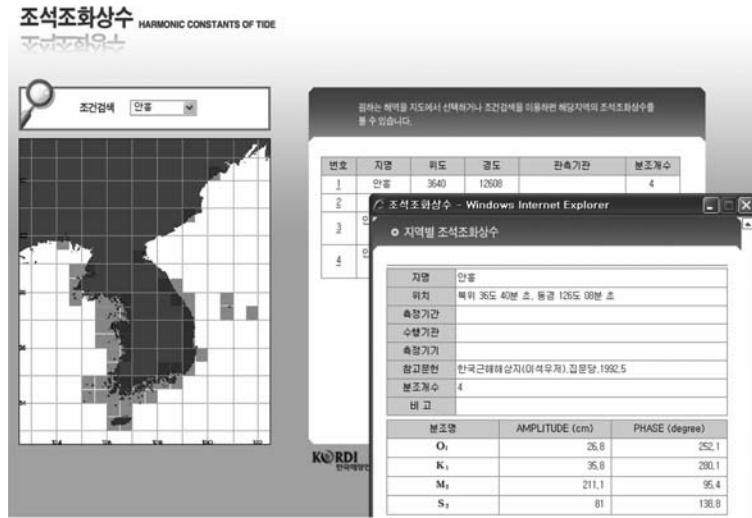 조석조화상수 HARMONIC CONSTANTS OF TIDE
조건검색 안흥
원하는 해역을 지도에서 선택하거나 조건검색을 이용하면 해당지역의 조석조화상수를
볼 수 있습니다.
번호 지명 위도 경도 관측기관 분조개수
1 안흥 3640 12608 4
2
3
4
조석조화상수 - Windows Internet Explorer
지역별 조석조화상수
지명 안흥
위치 북위 36도 40분 초, 동경 126도 08분 초
측정기간
수행기관
측정기기
참고문헌 한국근해해상지(이석우저),집문당,1992,5
분조개수 4
비 고
분조명 AMPLITUDE (cm) PHASE (degree)
O₁ 26,8 252,1
K₁ 35,8 280,1
M₂ 211,1 95,4
S₂ 81 138,8
KORDI